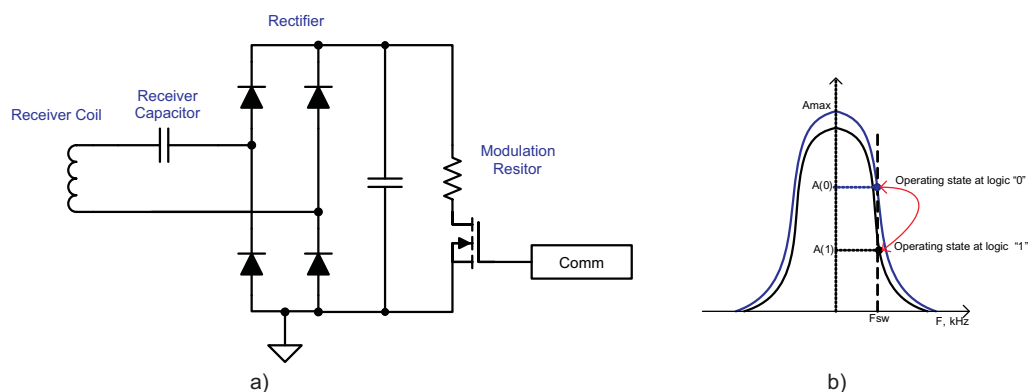 Rectifier
Receiver Coil
Receiver
Capacitor
Modulation
Resitor
Comm
a)
Amax
A(0)
Operating state at logic “0”
A(1)
Operating state at logic “1”
Fsw
F, kHz
b)